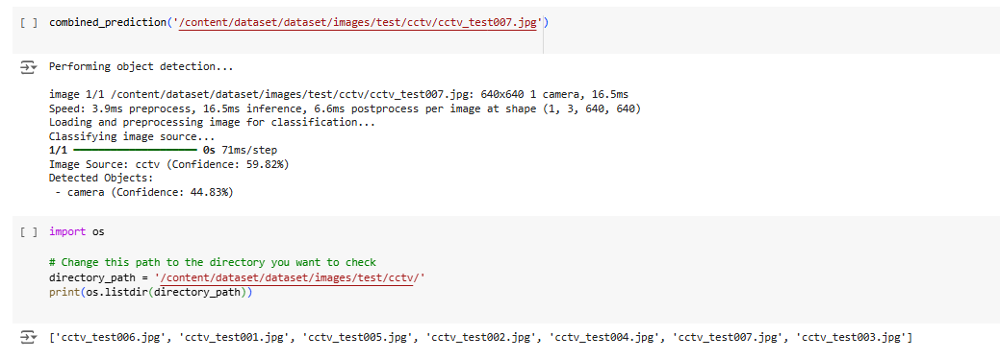 [ ] combined_prediction('/content/dataset/dataset/images/test/cctv/cctv_test007.jpg')
Performing object detection...
image 1/1 /content/dataset/dataset/images/test/cctv/cctv_test007.jpg: 640x640 1 camera, 16.5ms
Speed: 3.9ms preprocess, 16.5ms inference, 6.6ms postprocess per image at shape (1, 3, 640, 640)
Loading and preprocessing image for classification...
Classifying image source...
1/1 ━━━━━━━━━━━━━━━━━━━━ 0s 71ms/step
Image Source: cctv (Confidence: 59.82%)
Detected Objects:
 - camera (Confidence: 44.83%)
[ ] import os
# Change this path to the directory you want to check
directory_path = '/content/dataset/dataset/images/test/cctv/'
print(os.listdir(directory_path))
['cctv_test006.jpg', 'cctv_test001.jpg', 'cctv_test005.jpg', 'cctv_test002.jpg', 'cctv_test004.jpg', 'cctv_test007.jpg', 'cctv_test003.jpg']